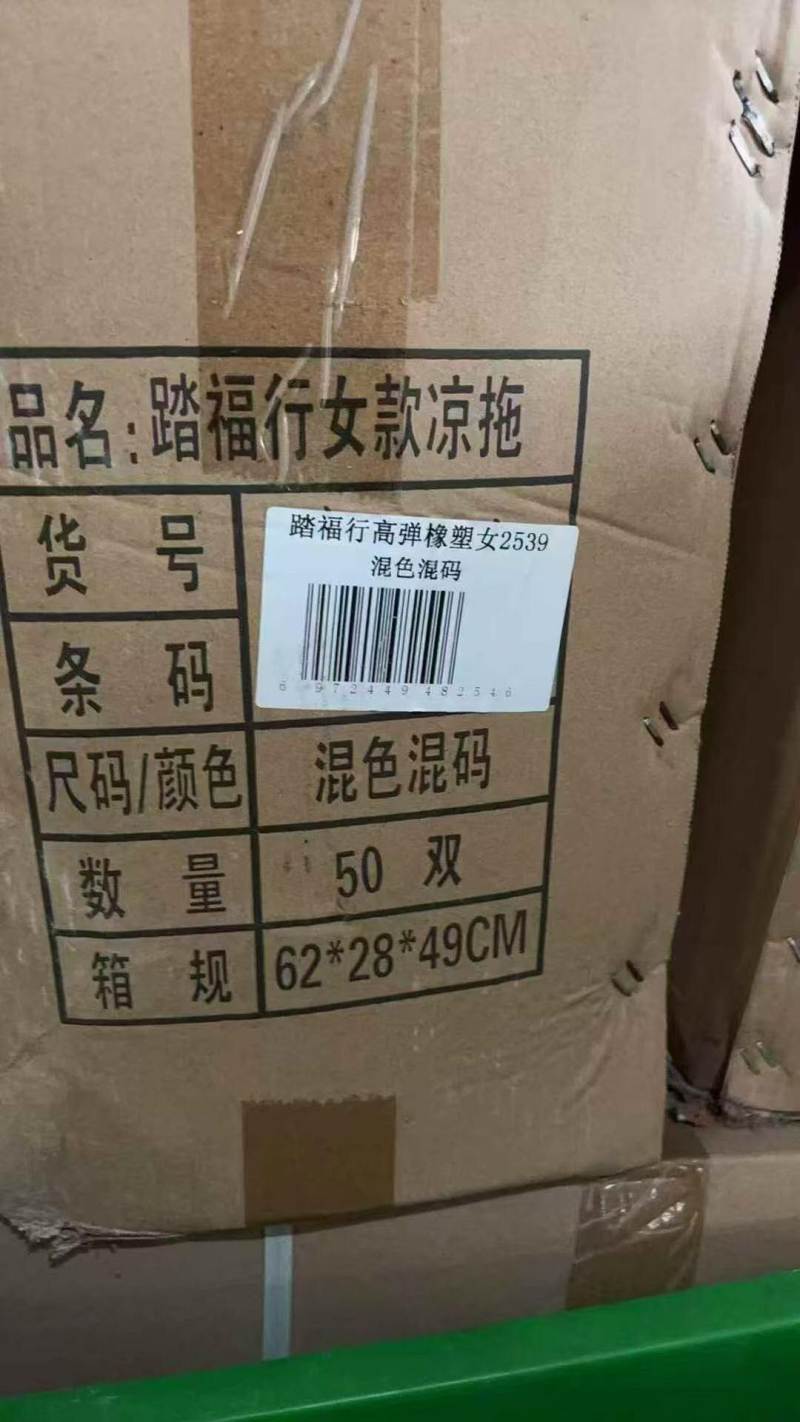 品名:踏福行女款凉拖
货号
踏福行高弹橡塑女2539
混色混码
条码
6 972449 482546
尺码/颜色 混色混码
数量 50 双
箱规 62*28*49CM